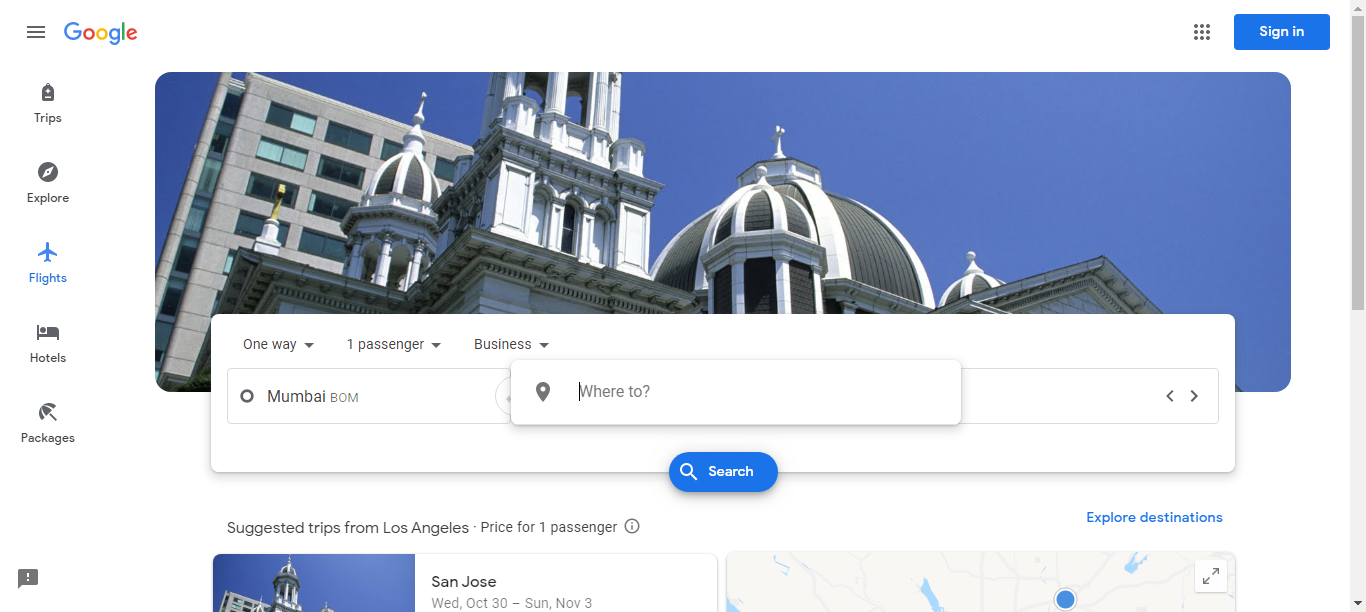 Google
Sign in
Trips
Explore
Flights
Hotels
Packages
One way
1 passenger
Business
Mumbai BOM
Where to?
Search
Suggested trips from Los Angeles · Price for 1 passenger
Explore destinations
San Jose
Wed, Oct 30 – Sun, Nov 3